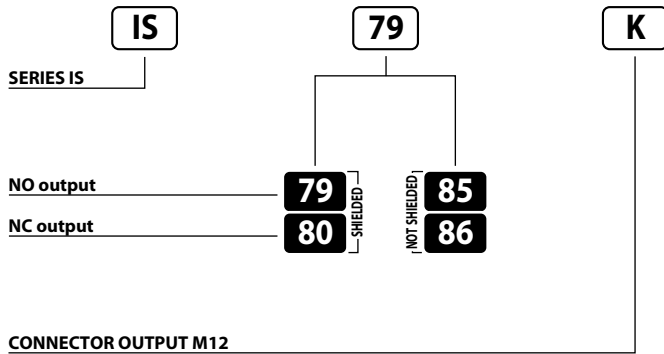 IS 79 K
SERIES IS
NO output 79 SHIELDED NOT SHIELDED 85
NC output 80 86
CONNECTOR OUTPUT M12